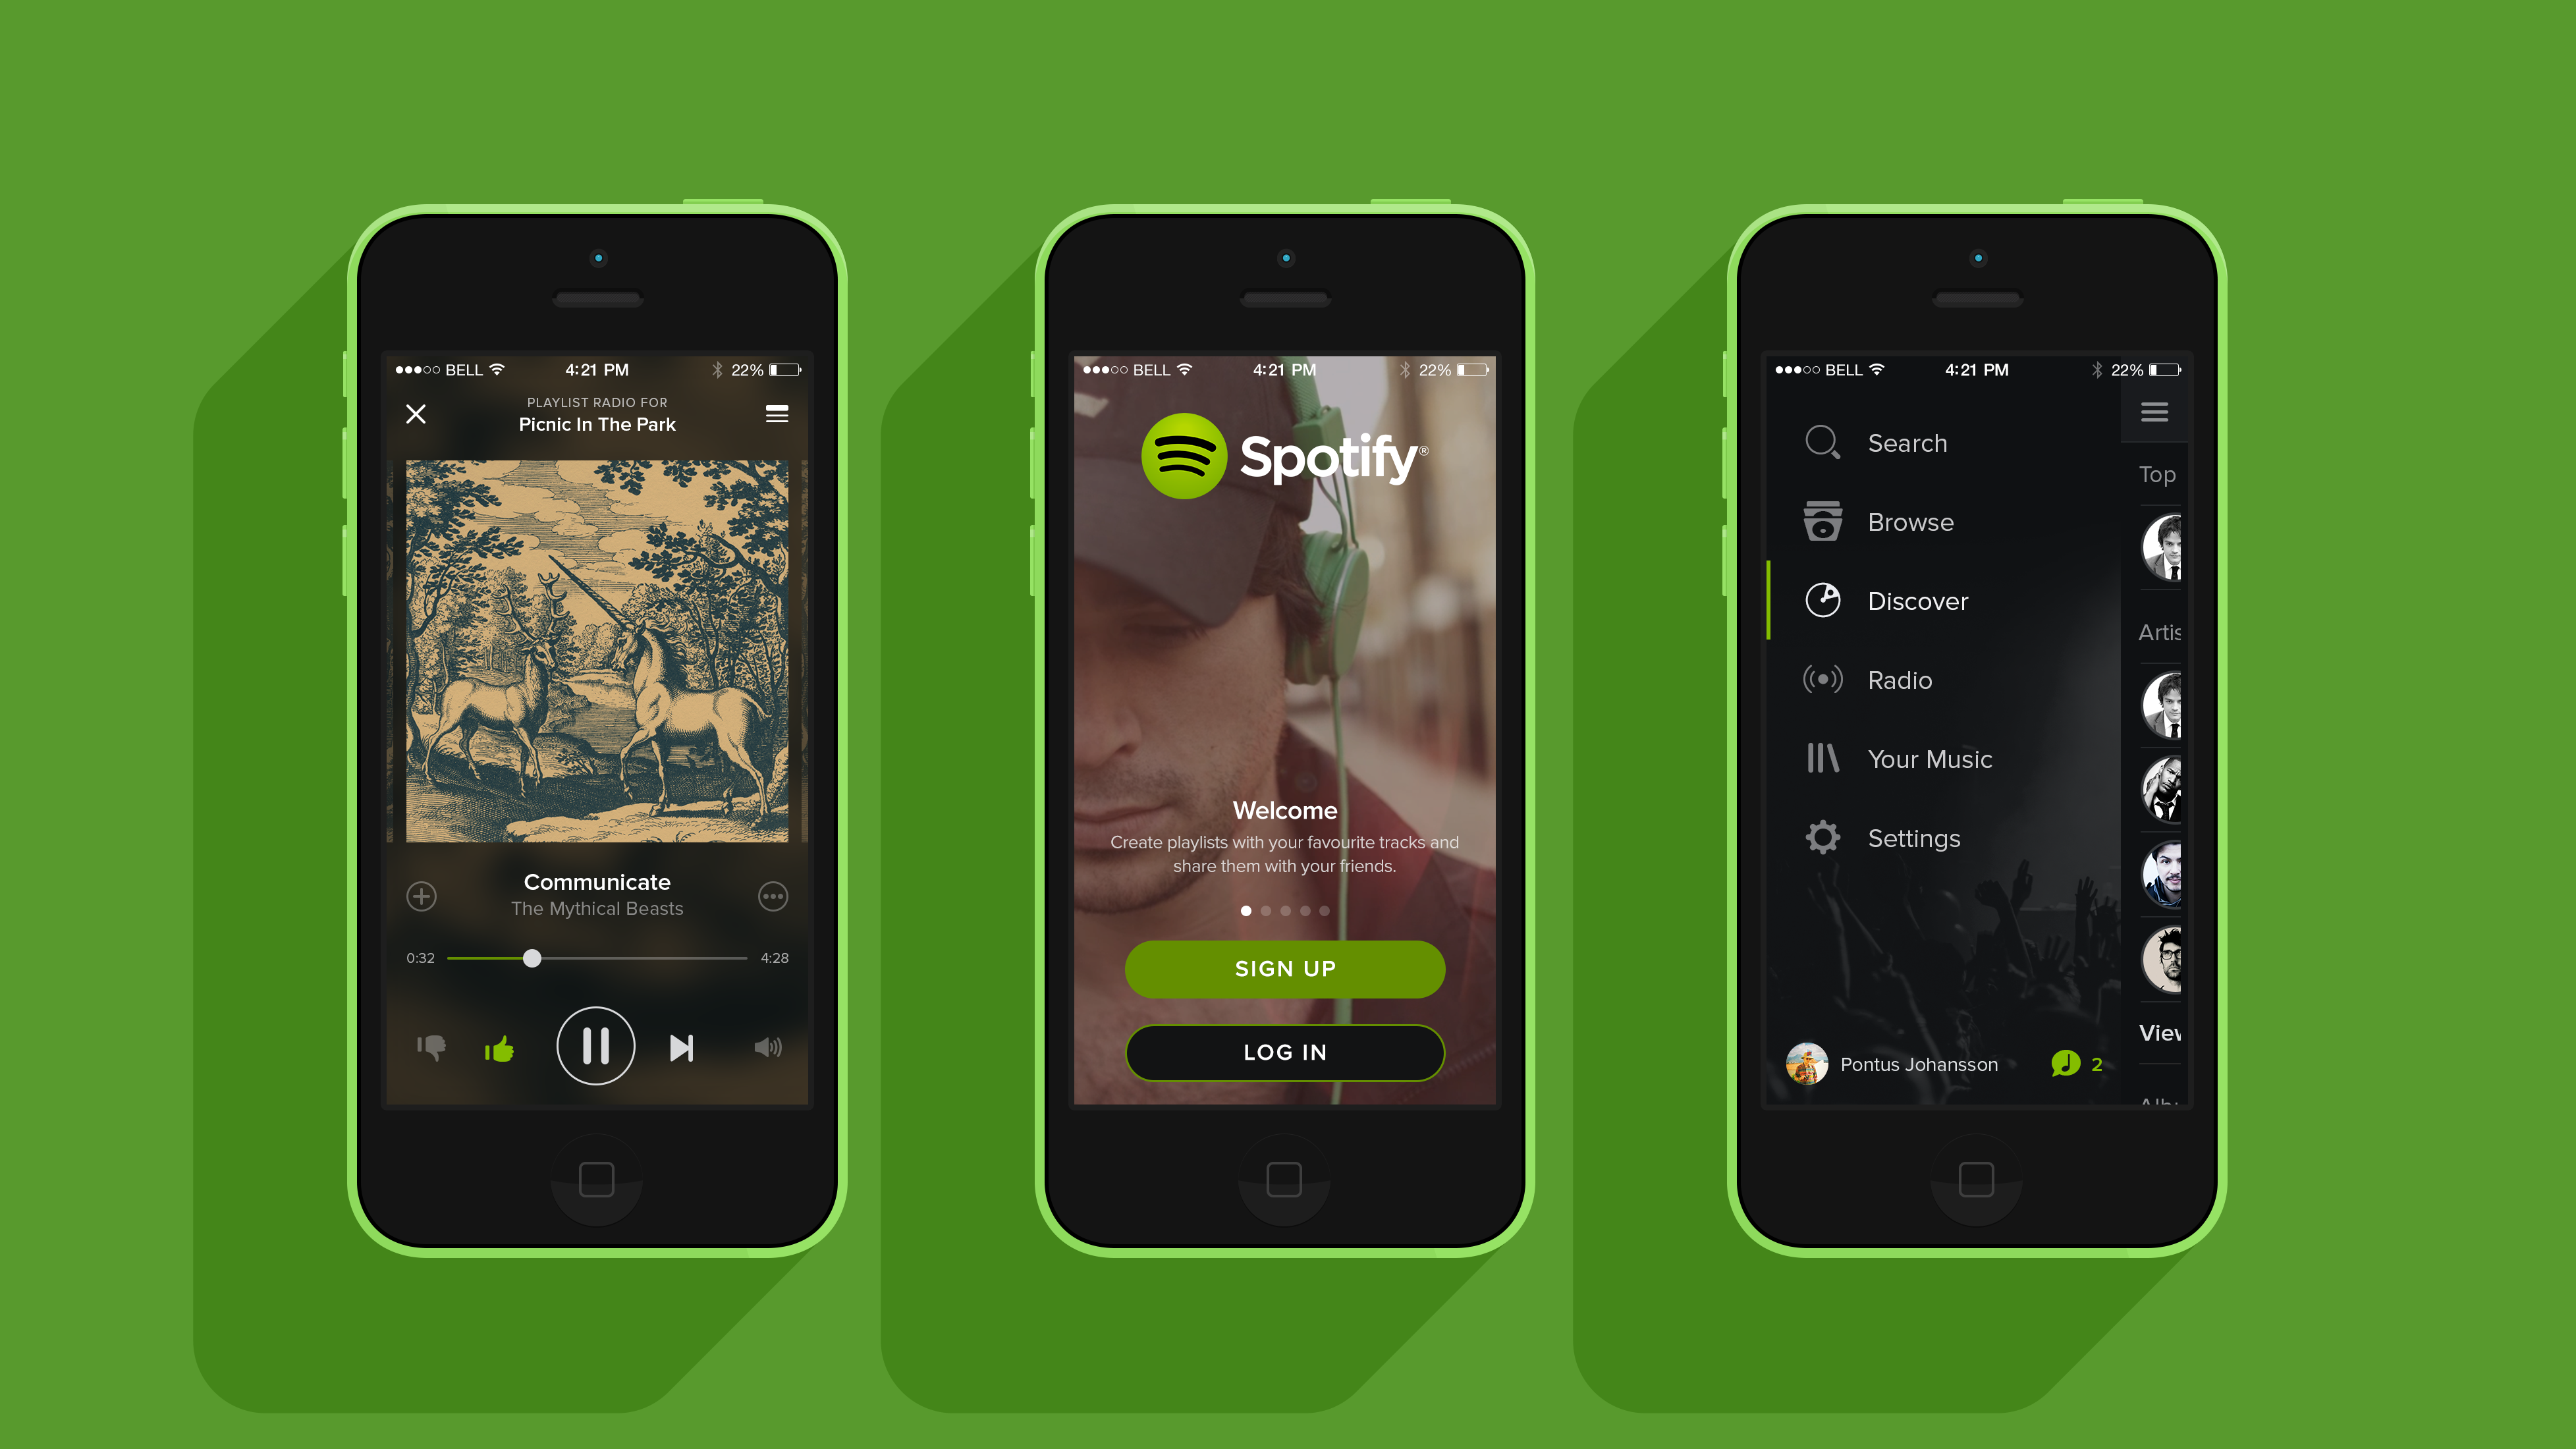 BELL 4:21 PM 22%
PLAYLIST RADIO FOR
Picnic In The Park
Communicate
The Mythical Beasts
0:32 4:28
BELL 4:21 PM 22%
Spotify®
Welcome
Create playlists with your favourite tracks and
share them with your friends.
SIGN UP
LOG IN
BELL 4:21 PM 22%
Search
Browse
Discover
Radio
Your Music
Settings
Pontus Johansson 2
Top
Artis
View